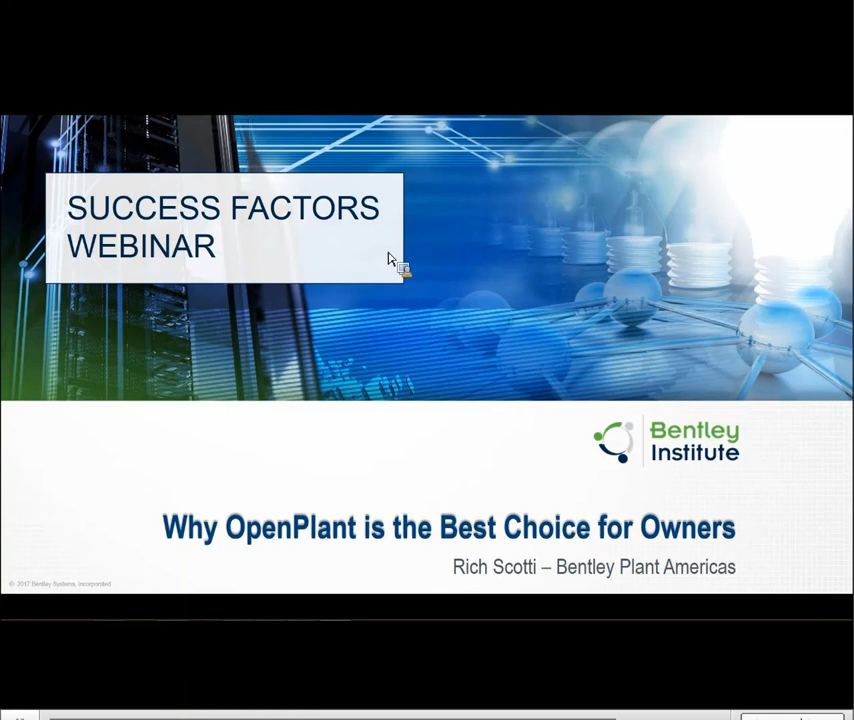 SUCCESS FACTORS
WEBINAR
Bentley
Institute
Why OpenPlant is the Best Choice for Owners
Rich Scotti – Bentley Plant Americas
© 2017 Bentley Systems, Incorporated